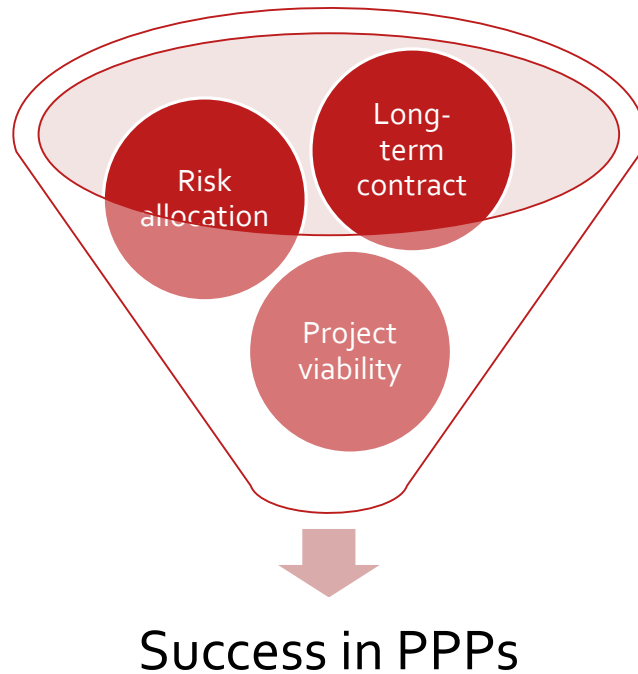 Long-
term
contract
Risk
allocation
Project
viability
Success in PPPs